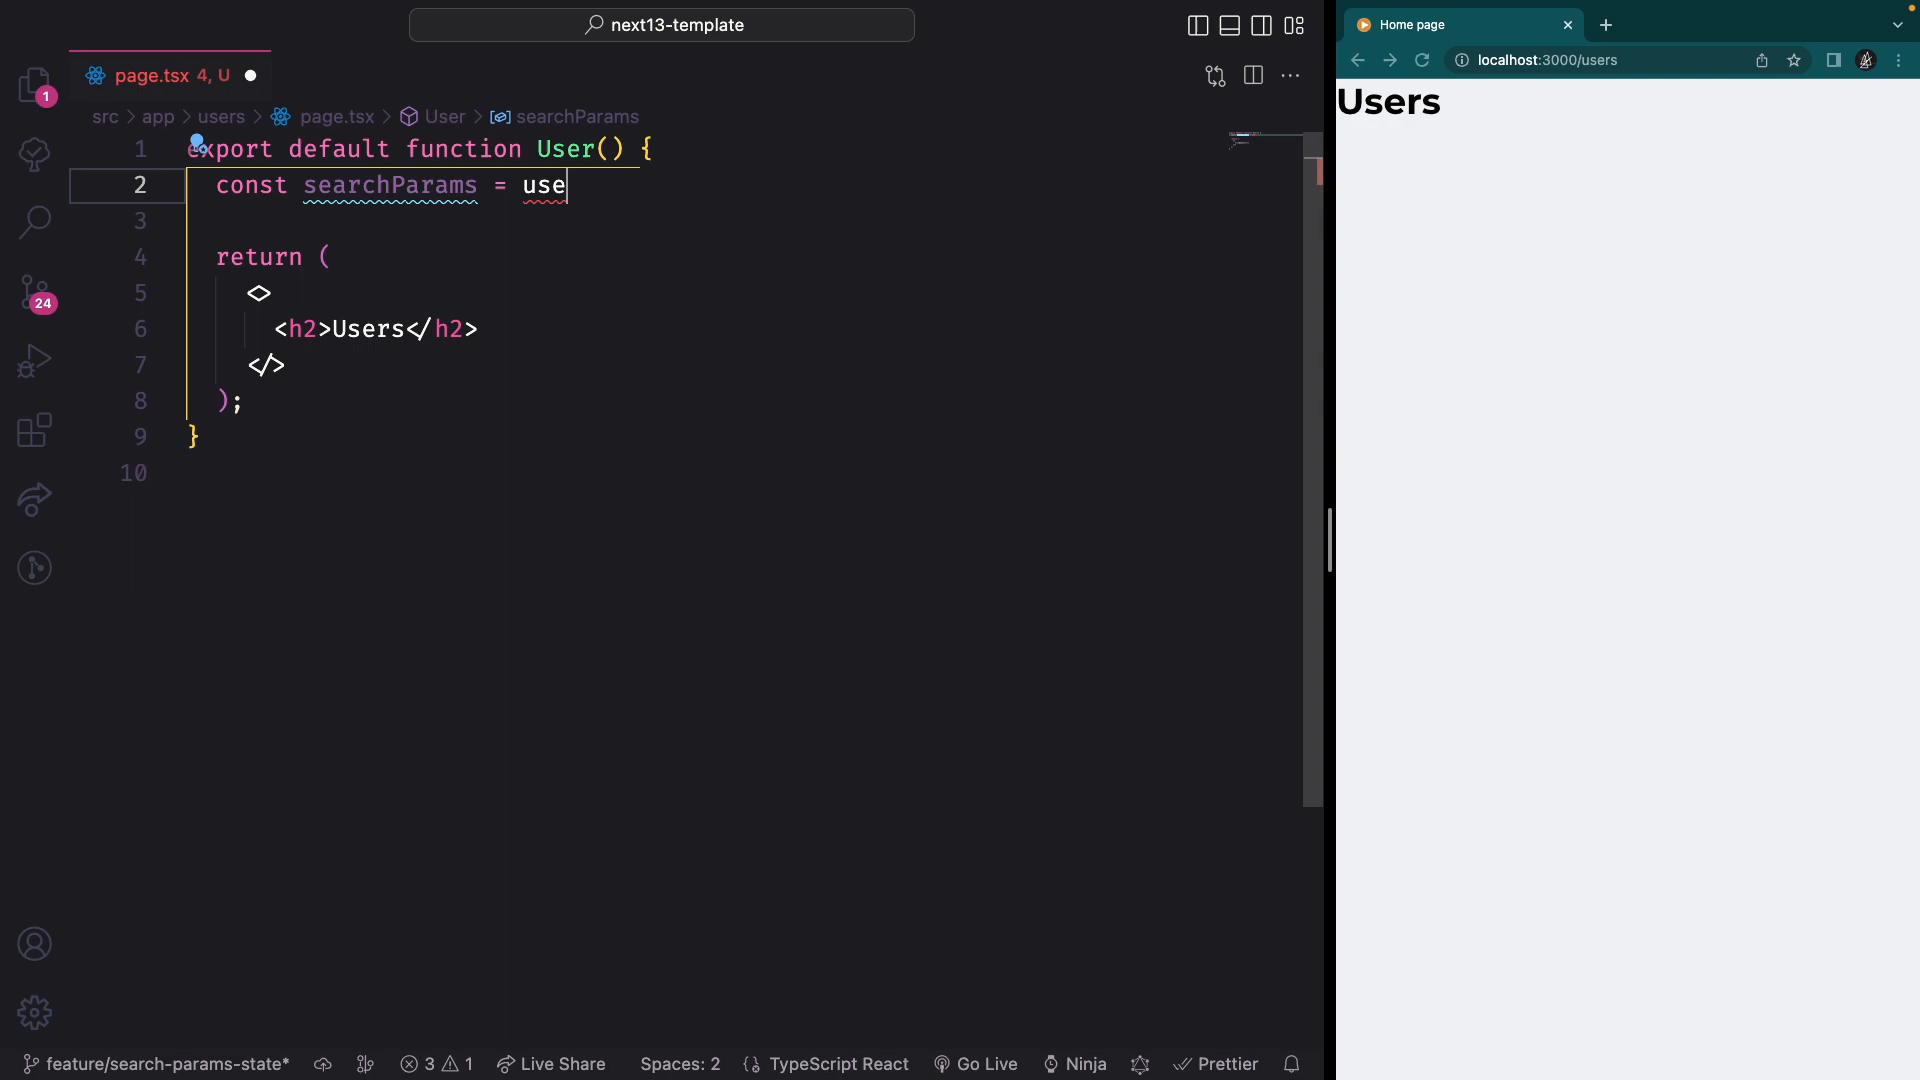 next13-template
page.tsx 4, U
src > app > users > page.tsx > User > searchParams
1 export default function User() {
2 const searchParams = use
3
4 return (
5 <>
6 <h2>Users</h2>
7 </>
8 );
9 }
10
1
24
feature/search-params-state*
3 1
Live Share
Spaces: 2
TypeScript React
Go Live
Ninja
Prettier
Home page
localhost:3000/users
Users